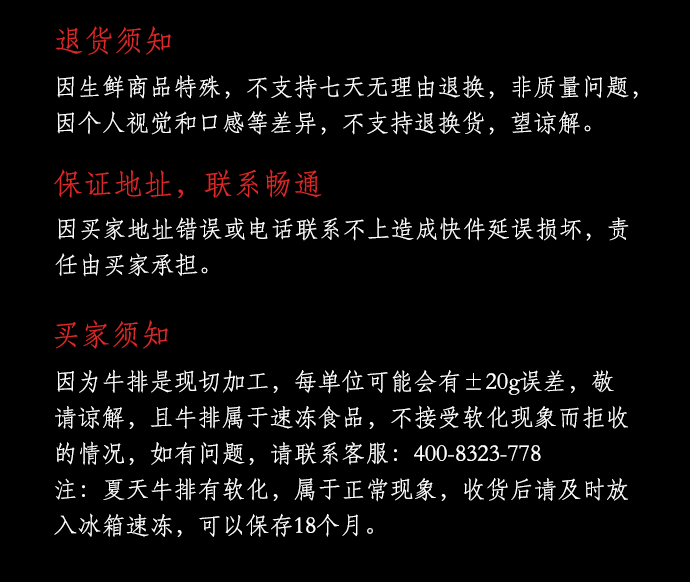 退货须知
因生鲜商品特殊，不支持七天无理由退换，非质量问题，
因个人视觉和口感等差异，不支持退换货，望谅解。
保证地址，联系畅通
因买家地址错误或电话联系不上造成快件延误损坏，责
任由买家承担。
买家须知
因为牛排是现切加工，每单位可能会有±20g误差，敬
请谅解，且牛排属于速冻食品，不接受软化现象而拒收
的情况，如有问题，请联系客服：400-8323-778
注：夏天牛排有软化，属于正常现象，收货后请及时放
入冰箱速冻，可以保存18个月。